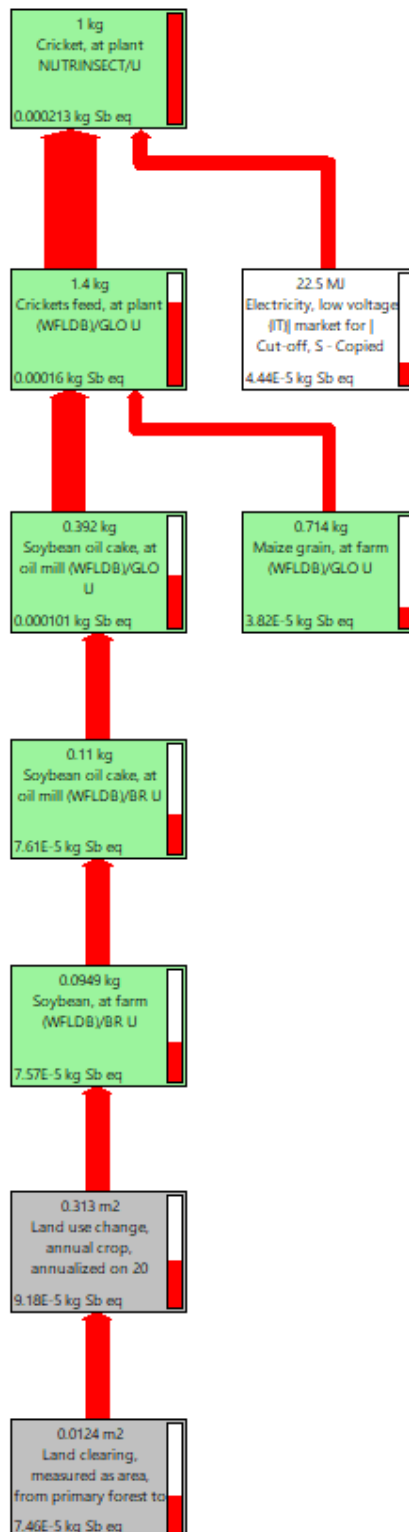 1 kg
Cricket, at plant
NUTRINSECT/U
0.000213 kg Sb eq
1.4 kg
Crickets feed, at plant
(WFLDB)/GLO U
0.00016 kg Sb eq
22.5 MJ
Electricity, low voltage
{IT}| market for |
Cut-off, S - Copied
4.44E-5 kg Sb eq
0.392 kg
Soybean oil cake, at
oil mill (WFLDB)/GLO
U
0.000101 kg Sb eq
0.714 kg
Maize grain, at farm
(WFLDB)/GLO U
3.82E-5 kg Sb eq
0.11 kg
Soybean oil cake, at
oil mill (WFLDB)/BR U
7.61E-5 kg Sb eq
0.0949 kg
Soybean, at farm
(WFLDB)/BR U
7.57E-5 kg Sb eq
0.313 m2
Land use change,
annual crop,
annualized on 20
9.18E-5 kg Sb eq
0.0124 m2
Land clearing,
measured as area,
from primary forest to
7.46E-5 kg Sb eq